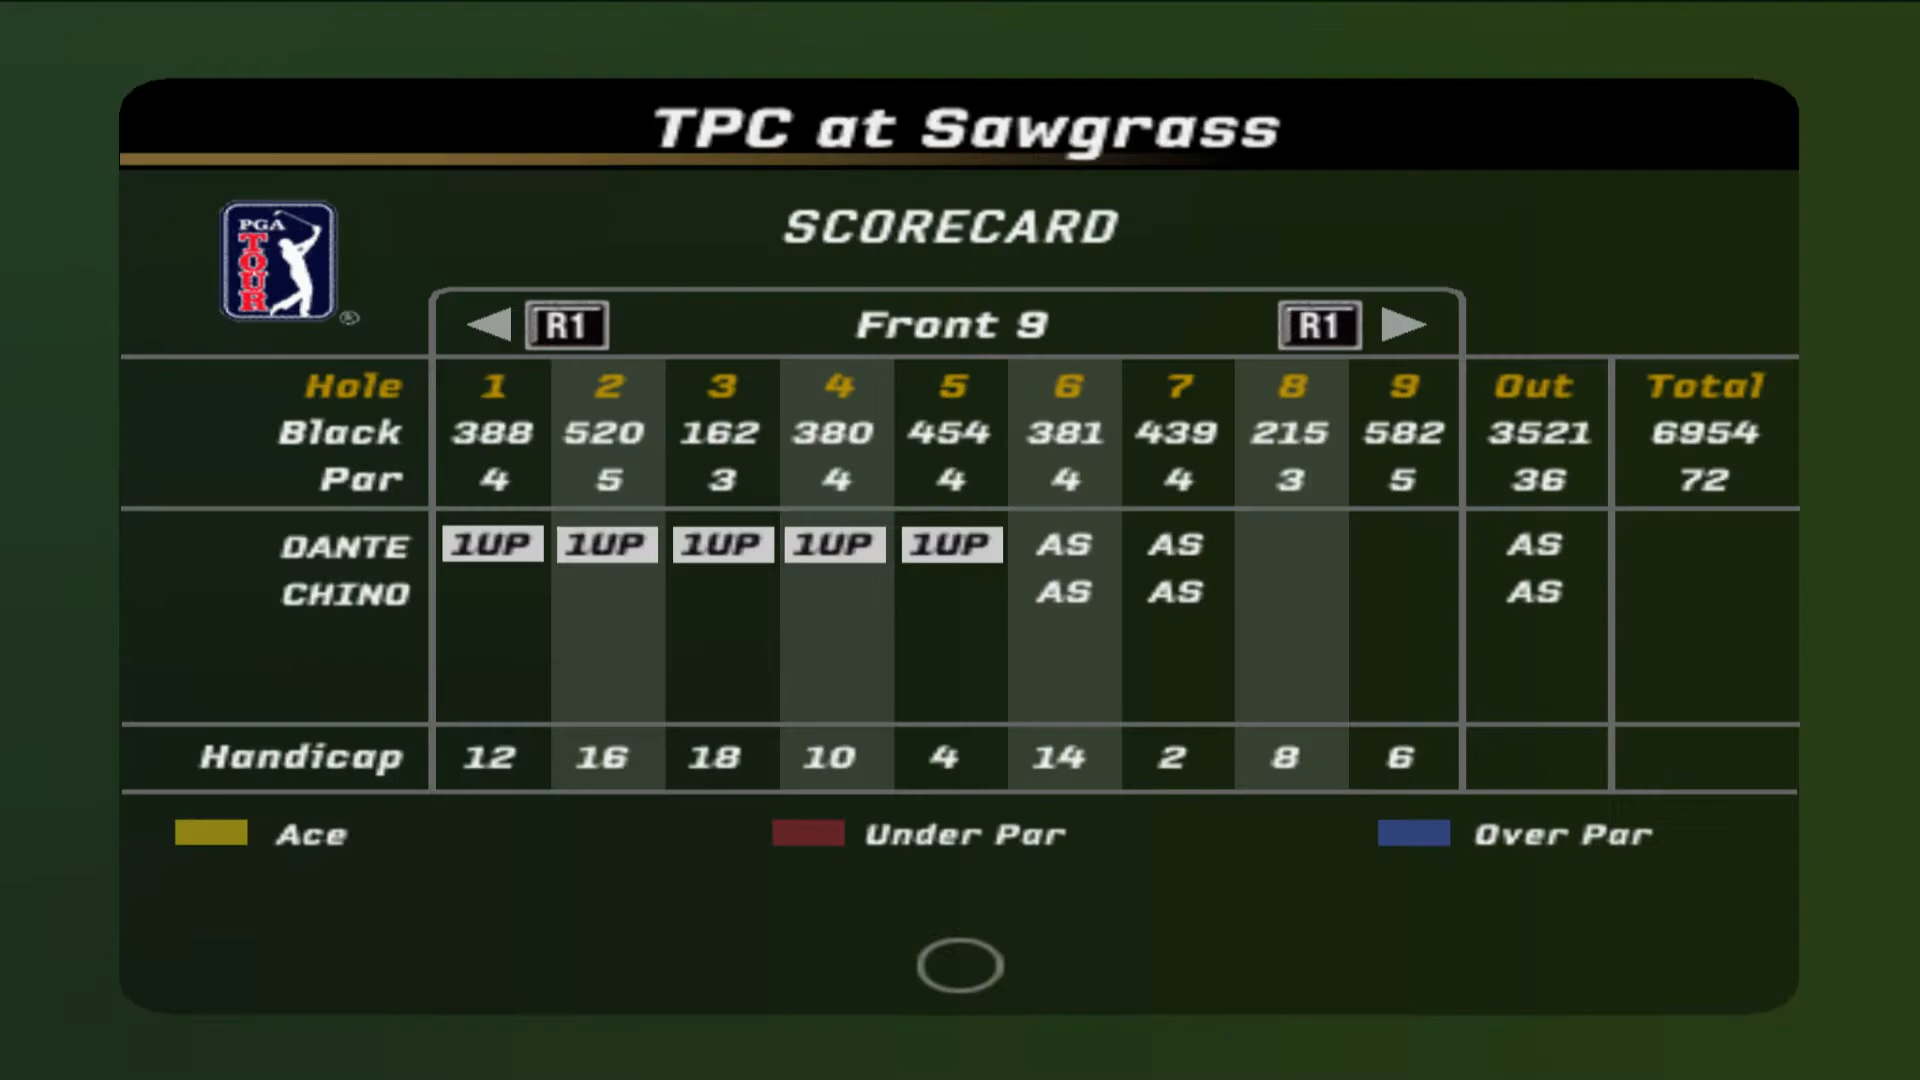 TPC at Sawgrass
PGA
TOUR
®
SCORECARD
R1 Front 9 R1
Hole 1 2 3 4 5 6 7 8 9 Out Total
Black 388 520 162 380 454 381 439 215 582 3521 6954
Par 4 5 3 4 4 4 4 3 5 36 72
DANTE 1UP 1UP 1UP 1UP 1UP AS AS AS
CHINO AS AS AS
Handicap 12 16 18 10 4 14 2 8 6
Ace Under Par Over Par